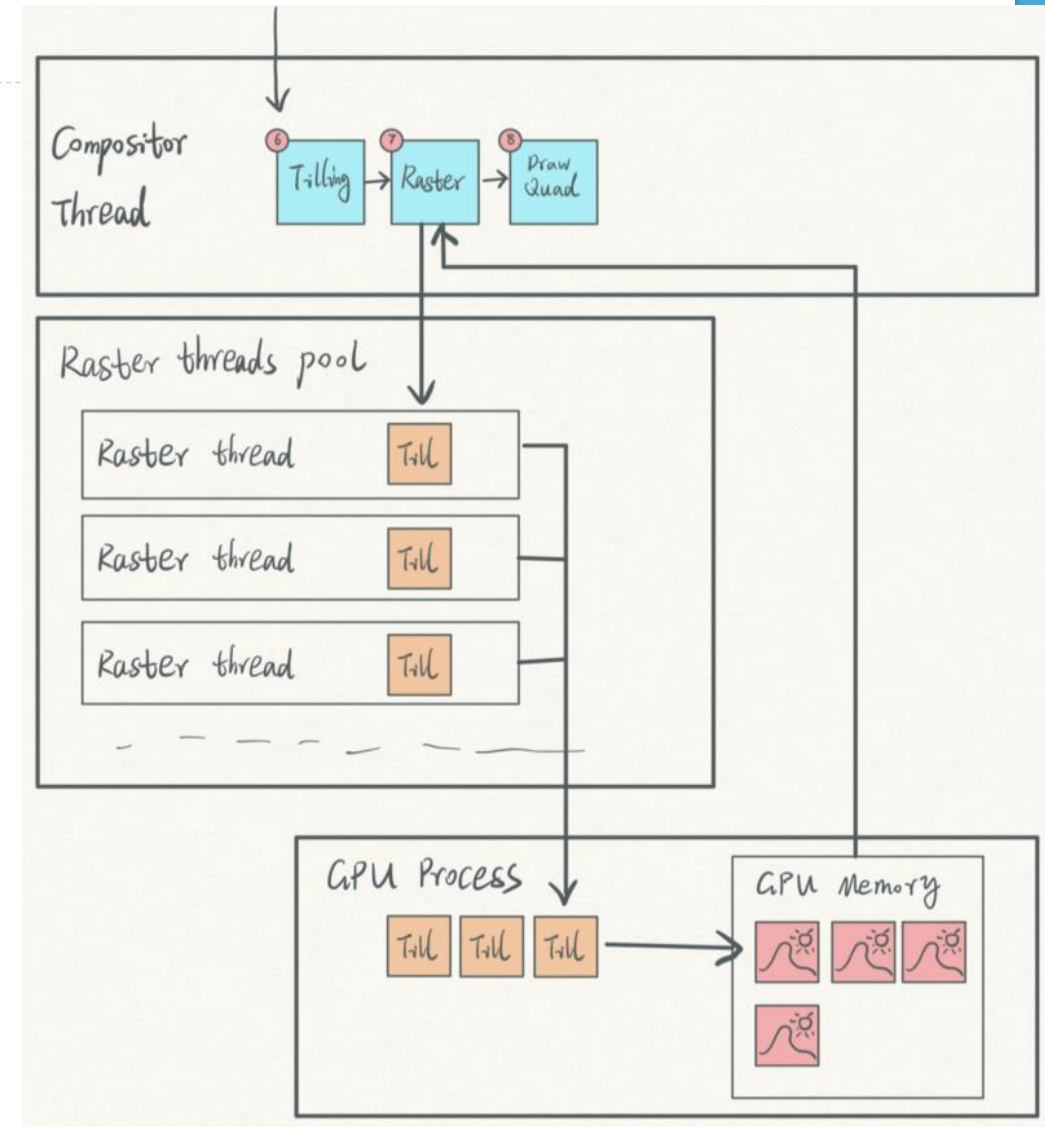 Compositor
Thread
6
Tilling
7
Raster
8
Draw
Quad
Raster threads pool
Raster thread
Till
Raster thread
Till
Raster thread
Till
GPU Process
Till Till Till
GPU Memory